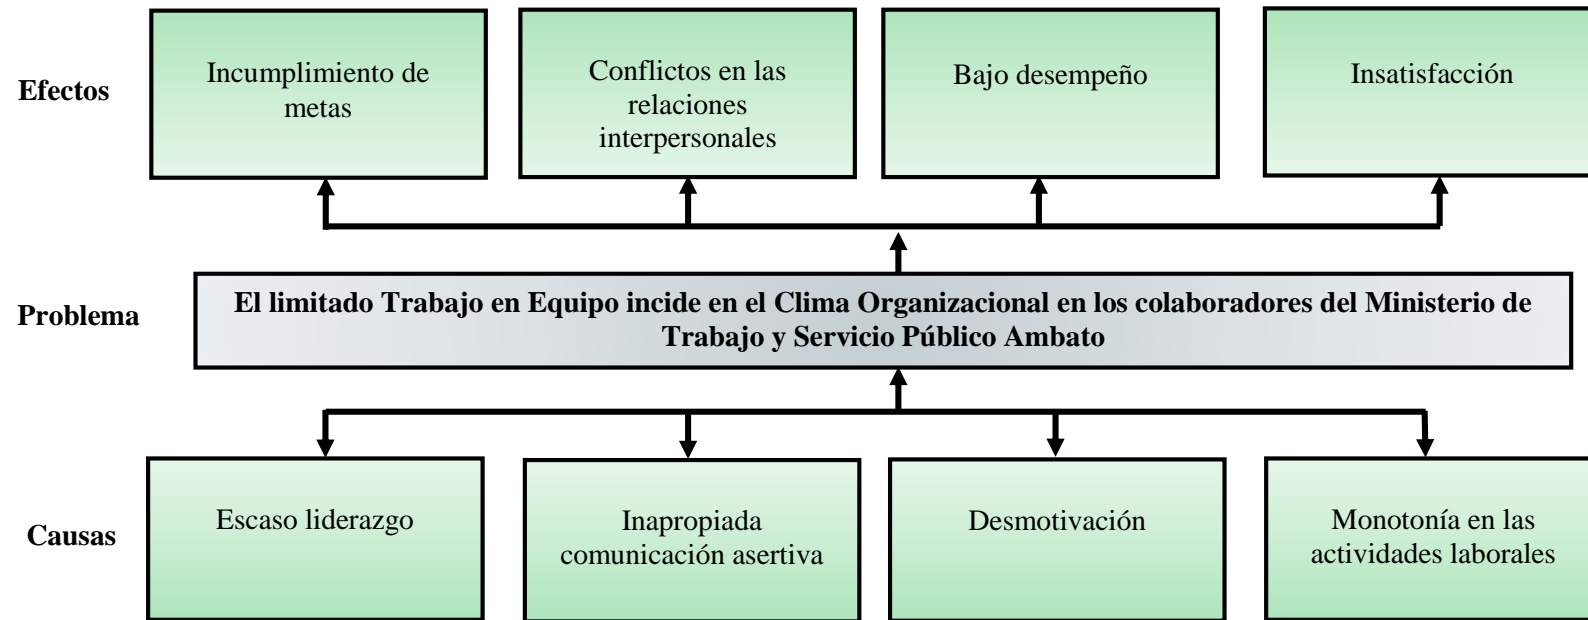 Efectos
Incumplimiento de
metas
Conflictos en las
relaciones
interpersonales
Bajo desempeño
Insatisfacción
Problema
El limitado Trabajo en Equipo incide en el Clima Organizacional en los colaboradores del Ministerio de
Trabajo y Servicio Público Ambato
Causas
Escaso liderazgo
Inapropiada
comunicación asertiva
Desmotivación
Monotonía en las
actividades laborales